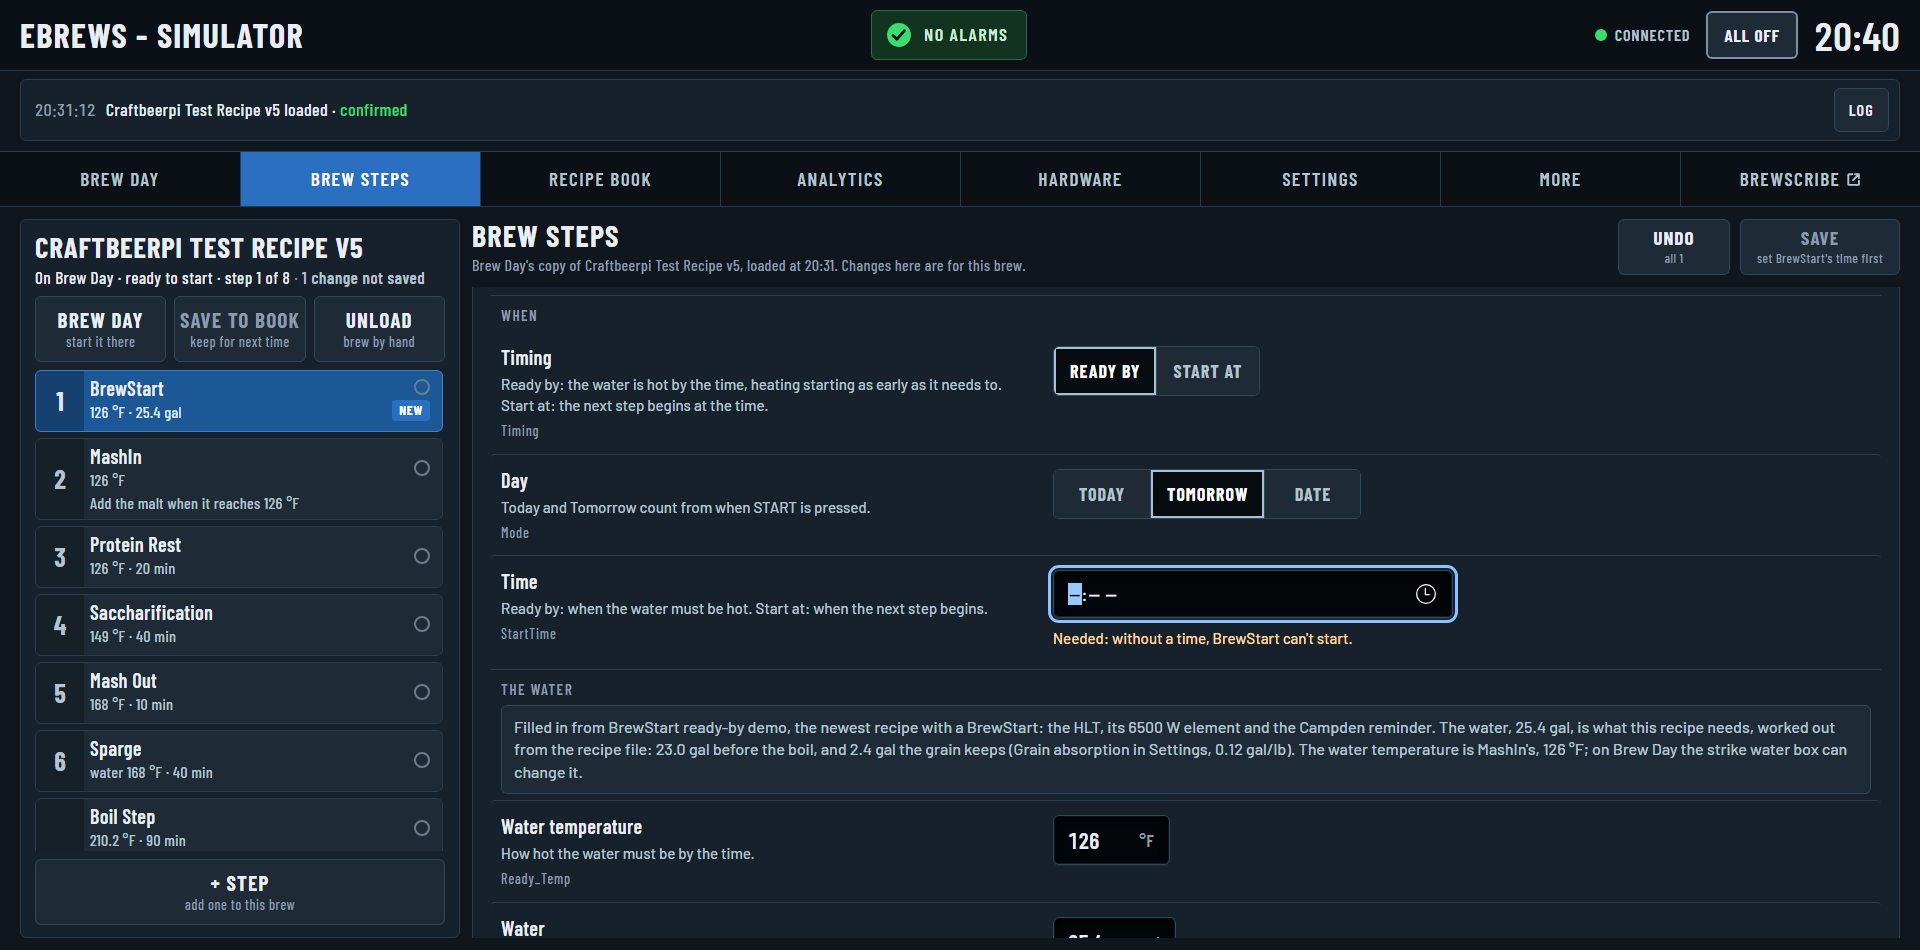 EBREWS - SIMULATOR
NO ALARMS
CONNECTED
ALL OFF
20:40
20:31:12 Craftbeerpi Test Recipe v5 loaded · confirmed
LOG
BREW DAY
BREW STEPS
RECIPE BOOK
ANALYTICS
HARDWARE
SETTINGS
MORE
BREWSCRIBE
CRAFTBEERPI TEST RECIPE V5
On Brew Day · ready to start · step 1 of 8 · 1 change not saved
BREW DAY
start it there
SAVE TO BOOK
keep for next time
UNLOAD
brew by hand
1
BrewStart
126 °F · 25.4 gal
NEW
2
MashIn
126 °F
Add the malt when it reaches 126 °F
3
Protein Rest
126 °F · 20 min
4
Saccharification
149 °F · 40 min
5
Mash Out
168 °F · 10 min
6
Sparge
water 168 °F · 40 min
Boil Step
210.2 °F · 90 min
+ STEP
add one to this brew
BREW STEPS
Brew Day's copy of Craftbeerpi Test Recipe v5, loaded at 20:31. Changes here are for this brew.
UNDO
all 1
SAVE
set BrewStart's time first
WHEN
Timing
Ready by: the water is hot by the time, heating starting as early as it needs to.
Start at: the next step begins at the time.
Timing
READY BY
START AT
Day
Today and Tomorrow count from when START is pressed.
Mode
TODAY
TOMORROW
DATE
Time
Ready by: when the water must be hot. Start at: when the next step begins.
StartTime
–:– –
Needed: without a time, BrewStart can't start.
THE WATER
Filled in from BrewStart ready-by demo, the newest recipe with a BrewStart: the HLT, its 6500 W element and the Campden reminder. The water, 25.4 gal, is what this recipe needs, worked out
from the recipe file: 23.0 gal before the boil, and 2.4 gal the grain keeps (Grain absorption in Settings, 0.12 gal/lb). The water temperature is MashIn's, 126 °F; on Brew Day the strike water box can
change it.
Water temperature
How hot the water must be by the time.
Ready_Temp
126 °F
Water